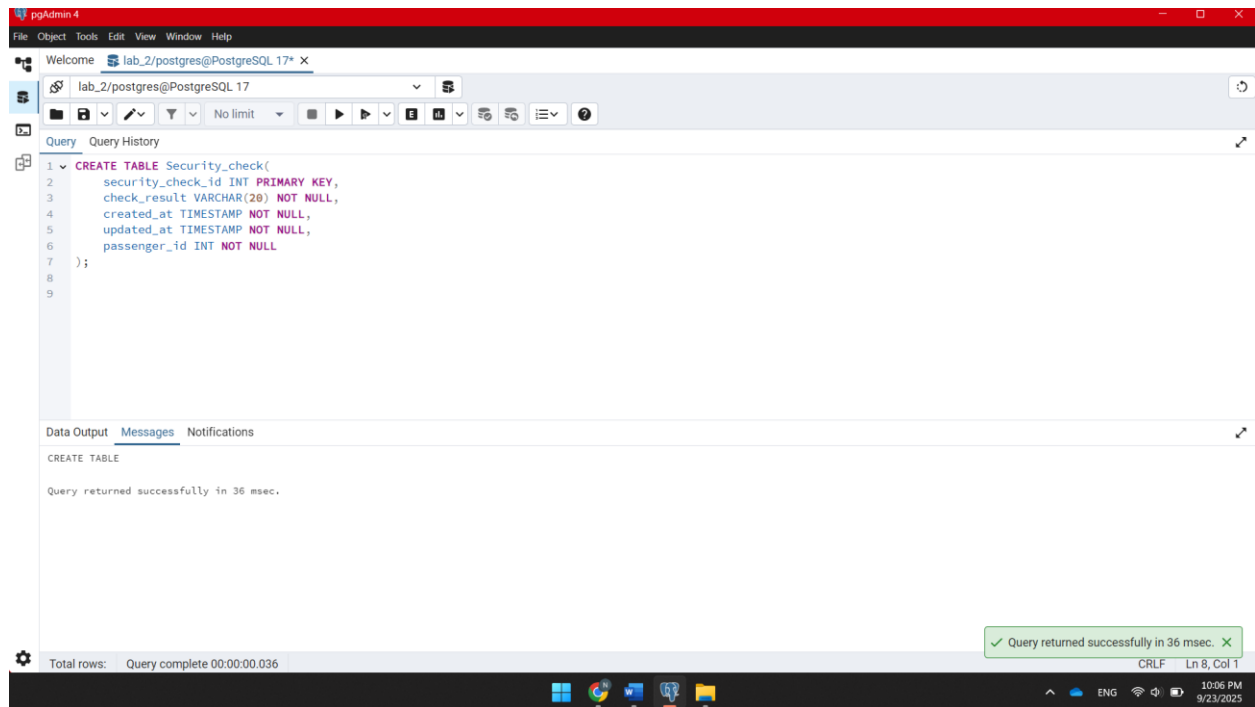 pgAdmin 4
File Object Tools Edit View Window Help
Welcome lab_2/postgres@PostgreSQL 17*
lab_2/postgres@PostgreSQL 17
No limit
Query Query History
1 CREATE TABLE Security_check(
2 security_check_id INT PRIMARY KEY,
3 check_result VARCHAR(20) NOT NULL,
4 created_at TIMESTAMP NOT NULL,
5 updated_at TIMESTAMP NOT NULL,
6 passenger_id INT NOT NULL
7 );
8
9
Data Output Messages Notifications
CREATE TABLE
Query returned successfully in 36 msec.
Query returned successfully in 36 msec.
Total rows: Query complete 00:00:00.036 CRLF Ln 8, Col 1
ENG 10:06 PM
9/23/2025